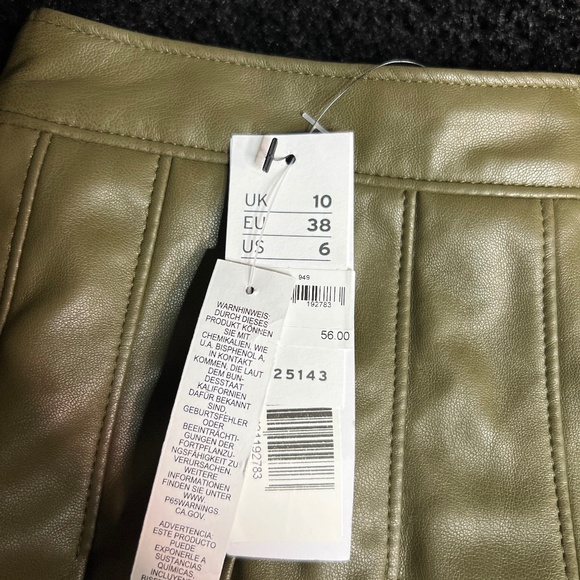 UK 10
EU 38
US 6
949
192783
56.00
25143
192783
WARNHINWEIS:
DURCH DIESES
PRODUKT KÖNNEN
SIE MIT
CHEMIKALIEN, WIE
U.A. BISPHENOL A,
IN KONTAKT
KOMMEN, DIE LAUT
DEM BUN-
DESSTAAT
KALIFORNIEN
DAFÜR BEKANNT
SIND,
GEBURTSFEHLER
ODER
BEEINTRÄCHTI-
GUNGEN DER
FORTPFLANZU-
NGSFÄHIGKEIT ZU
VERURSACHEN.
WEITERE
INFORMATIONEN
FINDEN SIE UNTER
WWW.
P65WARNINGS.
CA.GOV.
ADVERTENCIA:
ESTE PRODUCTO
PUEDE
EXPONERLE A
SUSTANCIAS
QUÍMICAS,